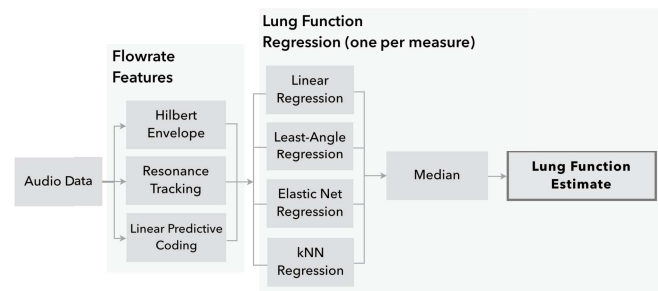 Lung Function
Regression (one per measure)
Flowrate
Features
Audio Data
Hilbert
Envelope
Resonance
Tracking
Linear Predictive
Coding
Linear
Regression
Least-Angle
Regression
Elastic Net
Regression
kNN
Regression
Median
Lung Function
Estimate